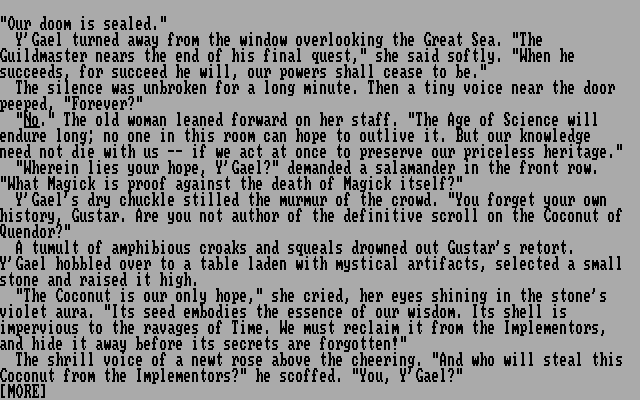 "Our doom is sealed."
Y'Gael turned away from the window overlooking the Great Sea. "The
Guildmaster nears the end of his final quest," she said softly. "When he
succeeds, for succeed he will, our powers shall cease to be."
The silence was unbroken for a long minute. Then a tiny voice near the door
peeped, "Forever?"
"No." The old woman leaned forward on her staff. "The Age of Science will
endure long; no one in this room can hope to outlive it. But our knowledge
need not die with us -- if we act at once to preserve our priceless heritage."
"Wherein lies your hope, Y'Gael?" demanded a salamander in the front row.
"What Magick is proof against the death of Magick itself?"
Y'Gael's dry chuckle stilled the murmur of the crowd. "You forget your own
history, Gustar. Are you not author of the definitive scroll on the Coconut of
Quendor?"
A tumult of amphibious croaks and squeals drowned out Gustar's retort.
Y'Gael hobbled over to a table laden with mystical artifacts, selected a small
stone and raised it high.
"The Coconut is our only hope," she cried, her eyes shining in the stone's
violet aura. "Its seed embodies the essence of our wisdom. Its shell is
impervious to the ravages of Time. We must reclaim it from the Implementors,
and hide it away before its secrets are forgotten!"
The shrill voice of a newt rose above the cheering. "And who will steal this
Coconut from the Implementors?" he scoffed. "You, Y'Gael?"
[MORE]